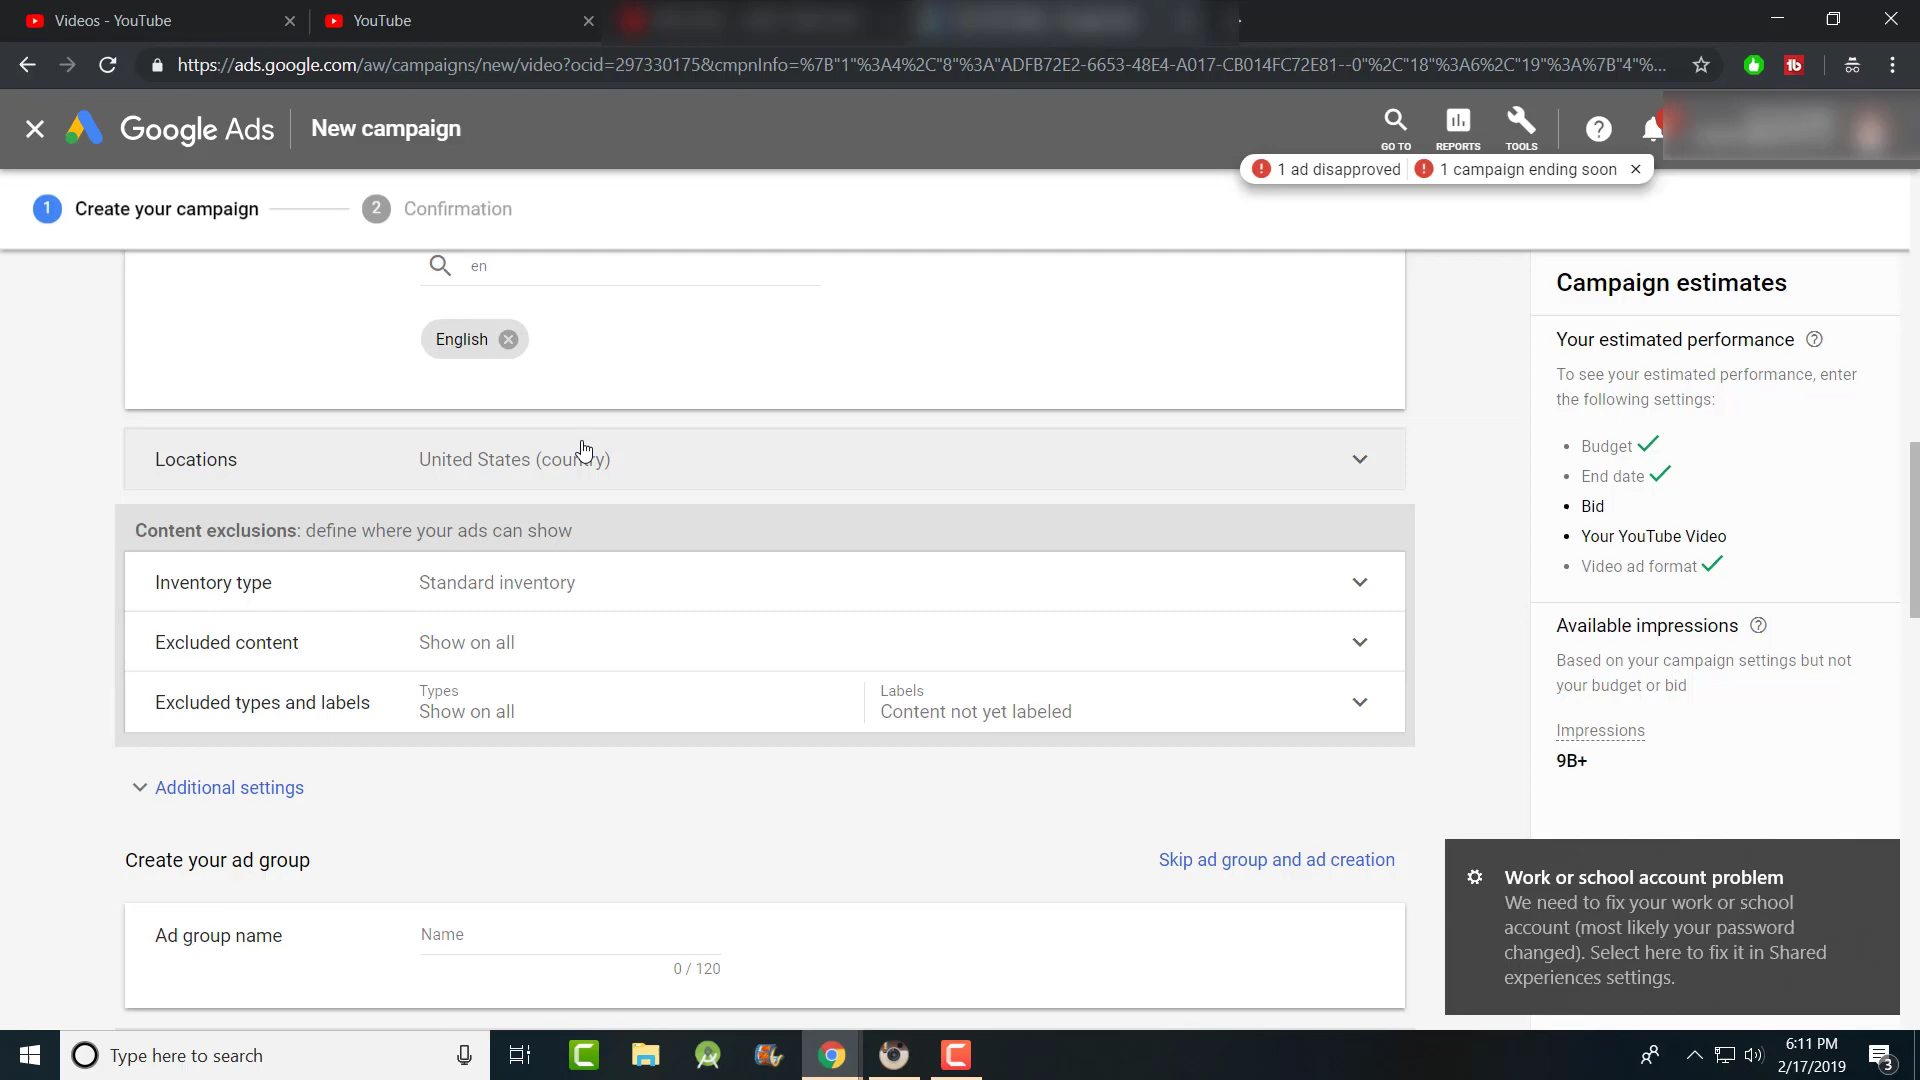 Videos - YouTube
YouTube
https://ads.google.com/aw/campaigns/new/video?ocid=297330175&cmpnInfo=%7B"1"%3A4%2C"8"%3A"ADFB72E2-6653-48E4-A017-CB014FC72E81--0"%2C"18"%3A6%2C"19"%3A%7B"4"%...
Google Ads
New campaign
GO TO
REPORTS
TOOLS
1 ad disapproved
1 campaign ending soon
1 Create your campaign
2 Confirmation
en
English
Locations
United States (country)
Content exclusions: define where your ads can show
Inventory type
Standard inventory
Excluded content
Show on all
Excluded types and labels
Types
Show on all
Labels
Content not yet labeled
Additional settings
Create your ad group
Skip ad group and ad creation
Ad group name
Name
0 / 120
Campaign estimates
Your estimated performance
To see your estimated performance, enter
the following settings:
Budget
End date
Bid
Your YouTube Video
Video ad format
Available impressions
Based on your campaign settings but not
your budget or bid
Impressions
9B+
Work or school account problem
We need to fix your work or school
account (most likely your password
changed). Select here to fix it in Shared
experiences settings.
Type here to search
6:11 PM
2/17/2019
3